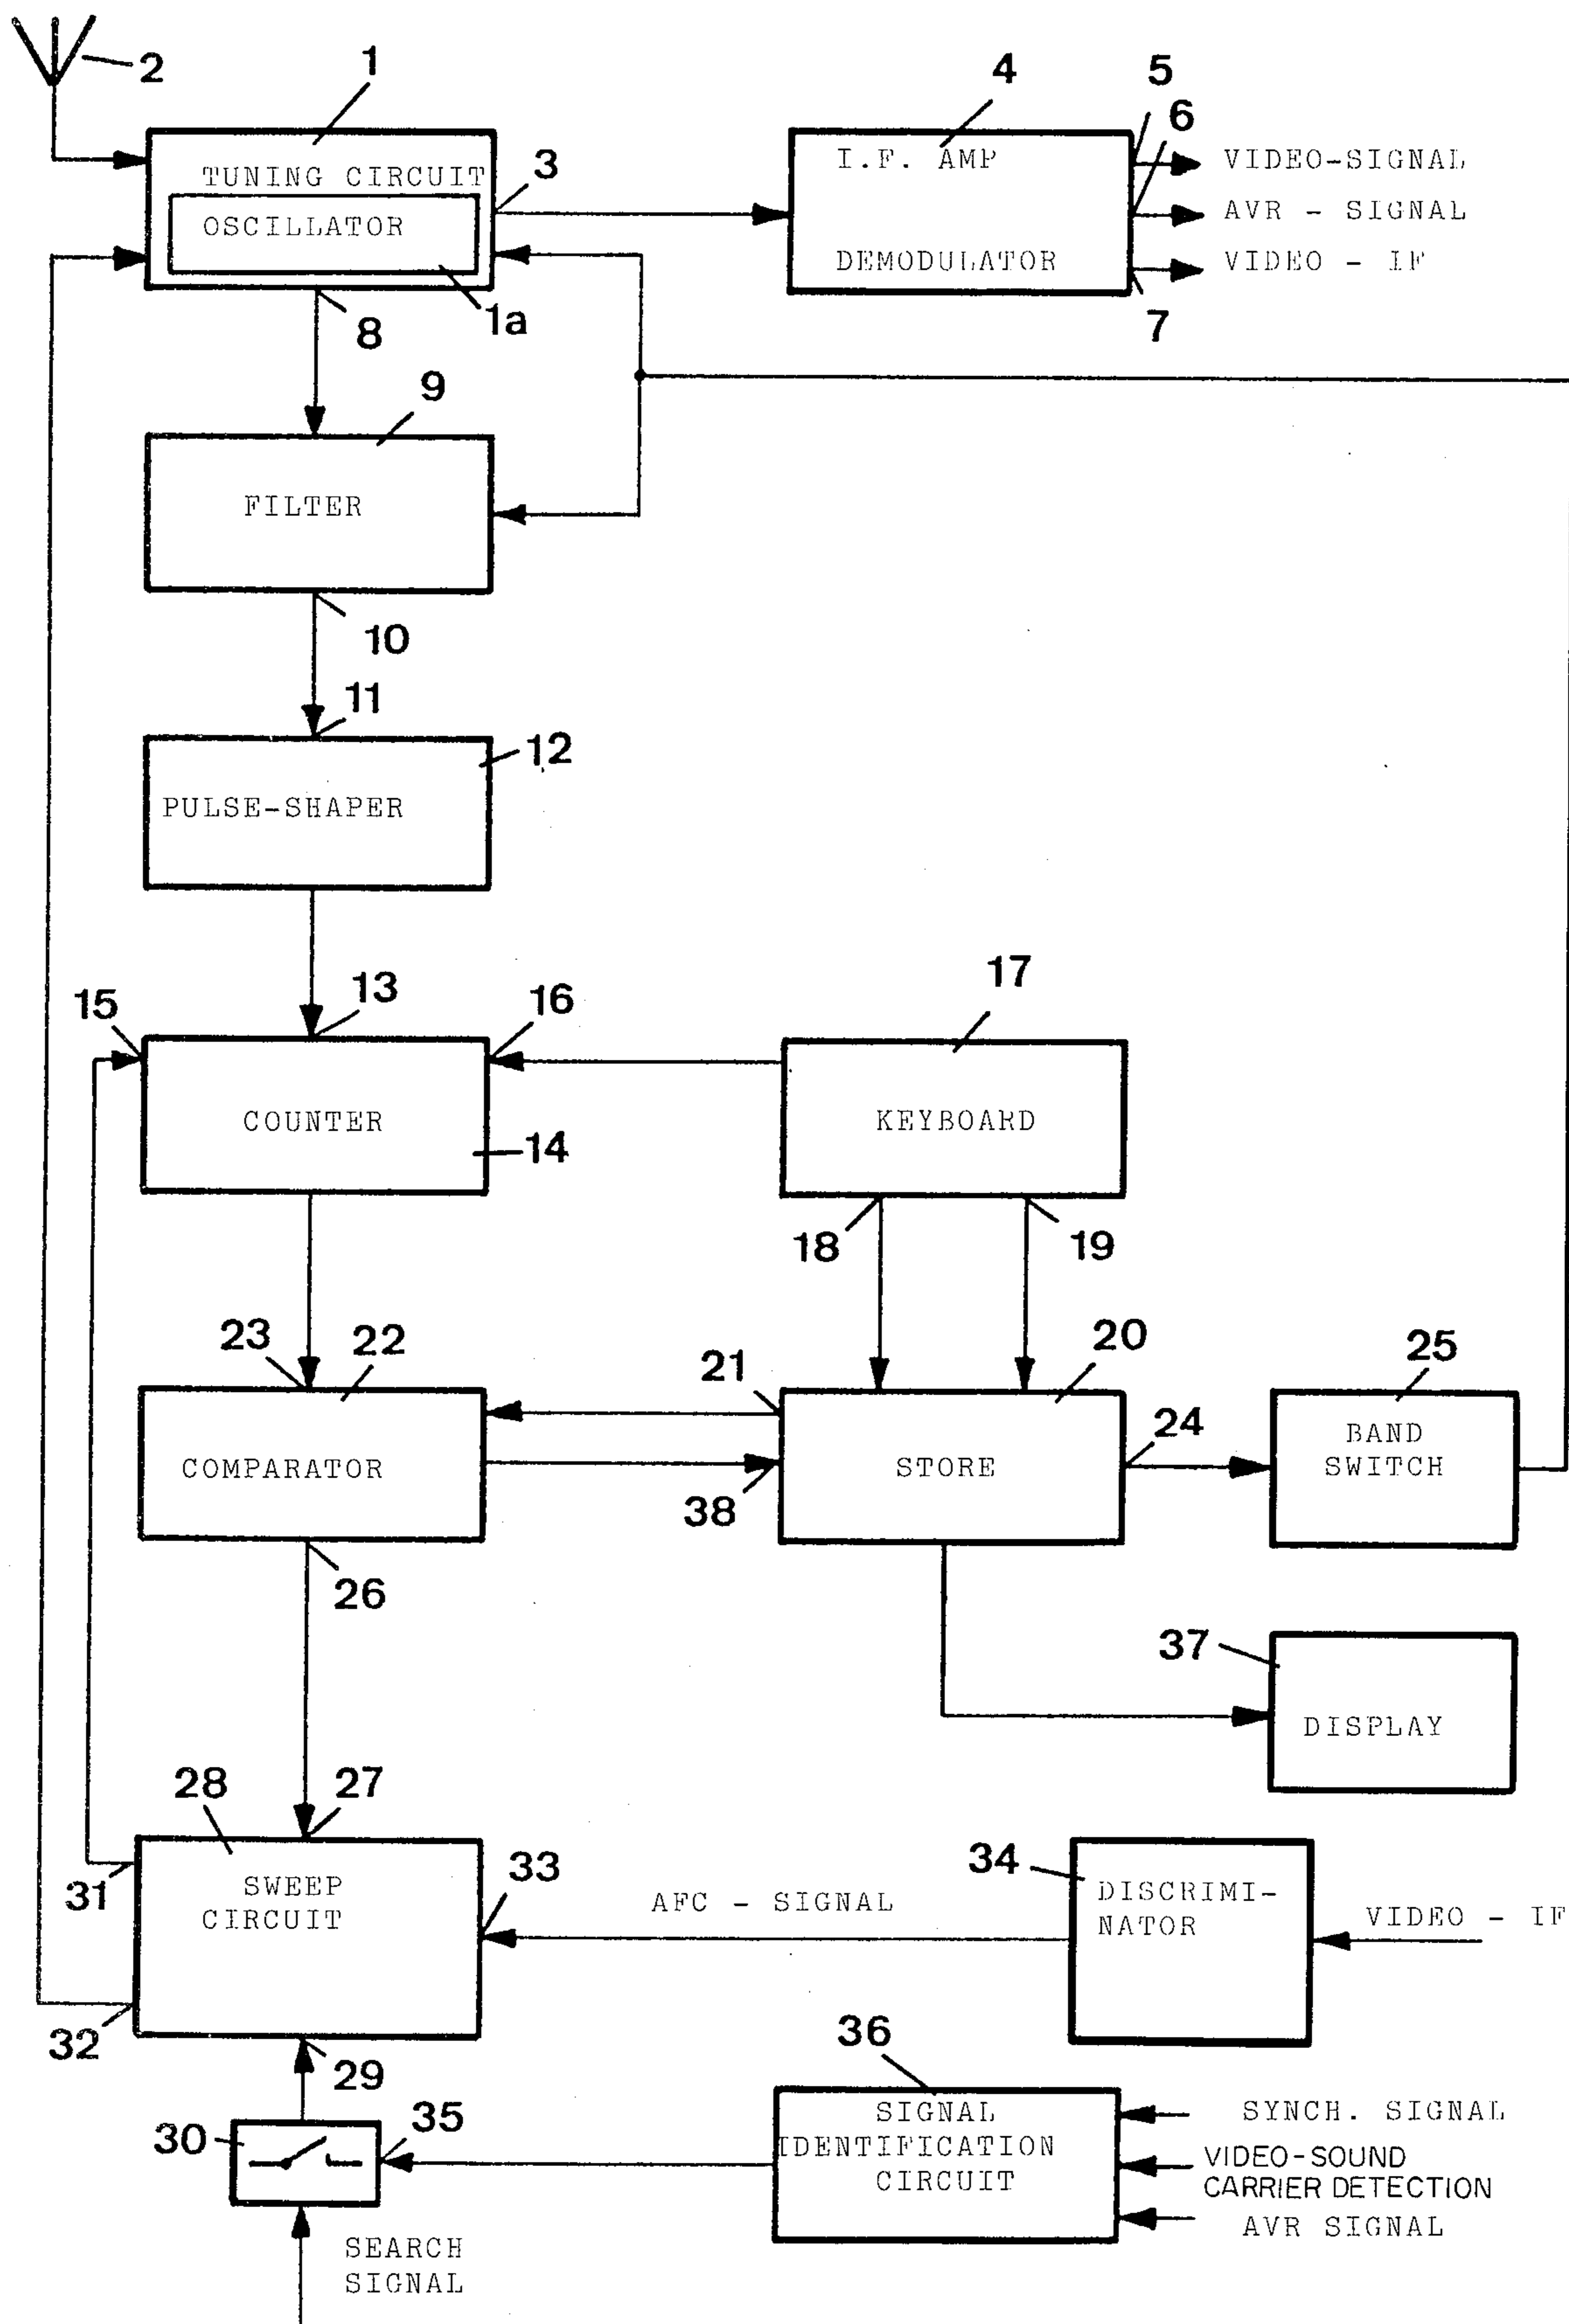 2
1
4
5
6
TUNING CIRCUIT
3
I.F. AMP
VIDEO-SIGNAL
OSCILLATOR
AVR - SIGNAL
DEMODULATOR
VIDEO - IF
1a
8
7
9
FILTER
10
11
12
PULSE-SHAPER
13
15
16
17
COUNTER
KEYBOARD
14
18
19
23
22
21
20
25
24
BAND
SWITCH
COMPARATOR
STORE
38
26
37
DISPLAY
28
27
33
34
31
SWEEP
CIRCUIT
AFC - SIGNAL
DISCRIMI-
NATOR
VIDEO - IF
32
36
29
35
30
SIGNAL
IDENTIFICATION
CIRCUIT
SYNCH. SIGNAL
VIDEO-SOUND
CARRIER DETECTION
AVR SIGNAL
SEARCH
SIGNAL